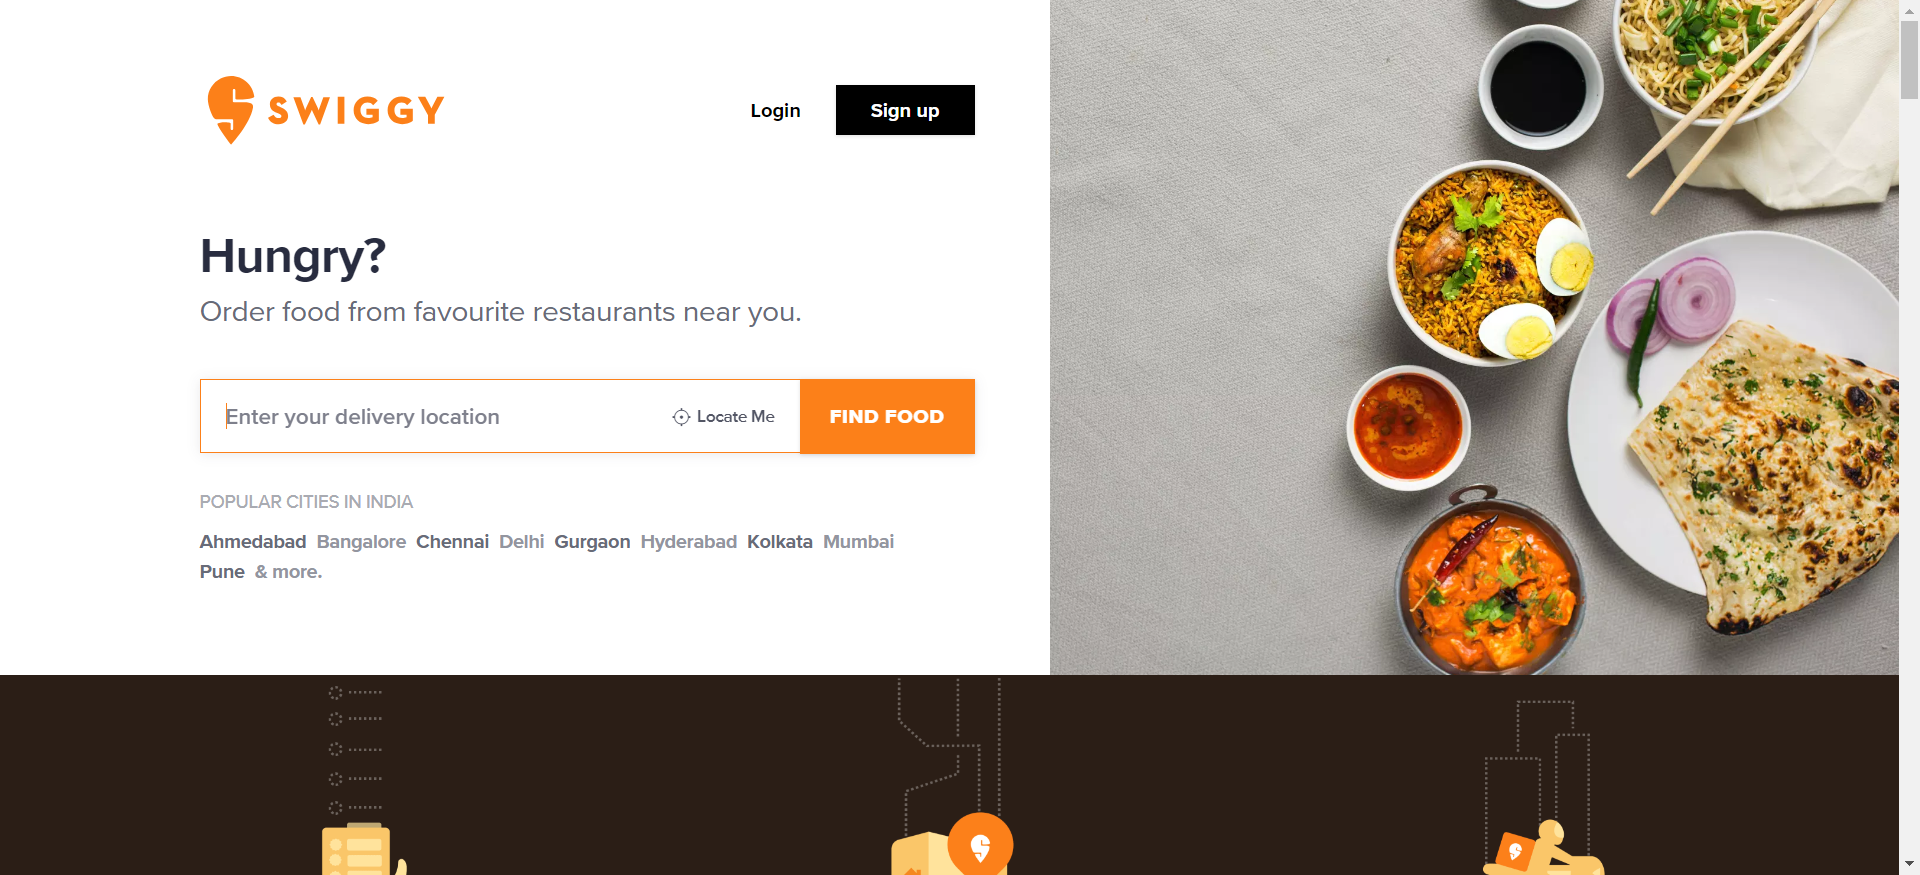 SWIGGY
Login
Sign up
Hungry?
Order food from favourite restaurants near you.
Enter your delivery location
Locate Me
FIND FOOD
POPULAR CITIES IN INDIA
Ahmedabad Bangalore Chennai Delhi Gurgaon Hyderabad Kolkata Mumbai
Pune & more.